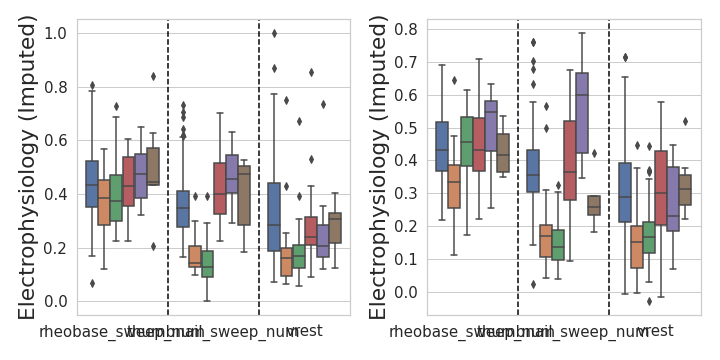 Electrophysiology (Imputed)
1.0
0.8
0.6
0.4
0.2
0.0
rheobase_sweep_num
thumbnail_sweep_num
vrest
Electrophysiology (Imputed)
0.8
0.7
0.6
0.5
0.4
0.3
0.2
0.1
0.0
rheobase_sweep_num
thumbnail_sweep_num
vrest